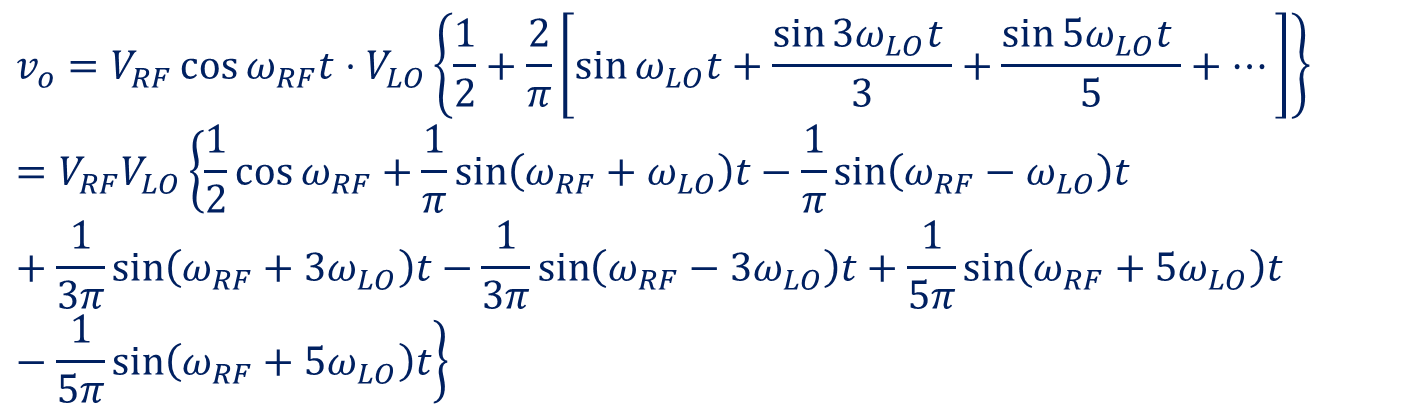 v_o = V_{RF} cos ω_{RF}t · V_{LO} {1/2 + 2/π [sin ω_{LO}t + (sin 3ω_{LO}t)/3 + (sin 5ω_{LO}t)/5 + ⋯]}
= V_{RF}V_{LO} {1/2 cos ω_{RF} + 1/π sin(ω_{RF} + ω_{LO})t − 1/π sin(ω_{RF} − ω_{LO})t
+ 1/3π sin(ω_{RF} + 3ω_{LO})t − 1/3π sin(ω_{RF} − 3ω_{LO})t + 1/5π sin(ω_{RF} + 5ω_{LO})t
− 1/5π sin(ω_{RF} + 5ω_{LO})t}